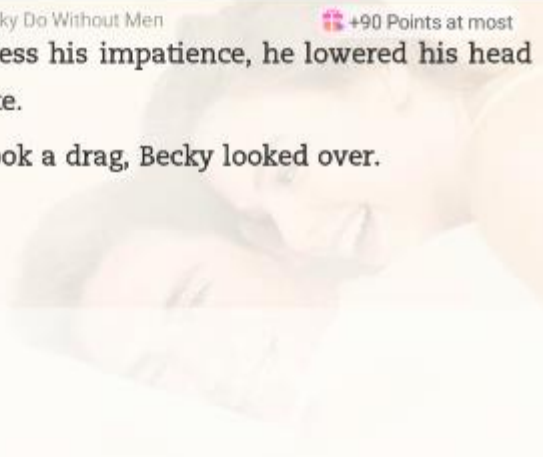 ky Do Without Men
+90 Points at most
ess his impatience, he lowered his head
e.
ok a drag, Becky looked over.